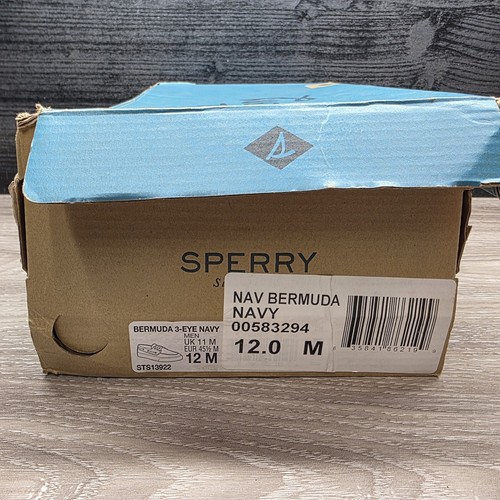 SPERRY
NAV BERMUDA
NAVY
00583294
12.0 M
BERMUDA 3-EYE NAVY
MEN
UK 11 M
EUR 45½ M
12 M
STS13922